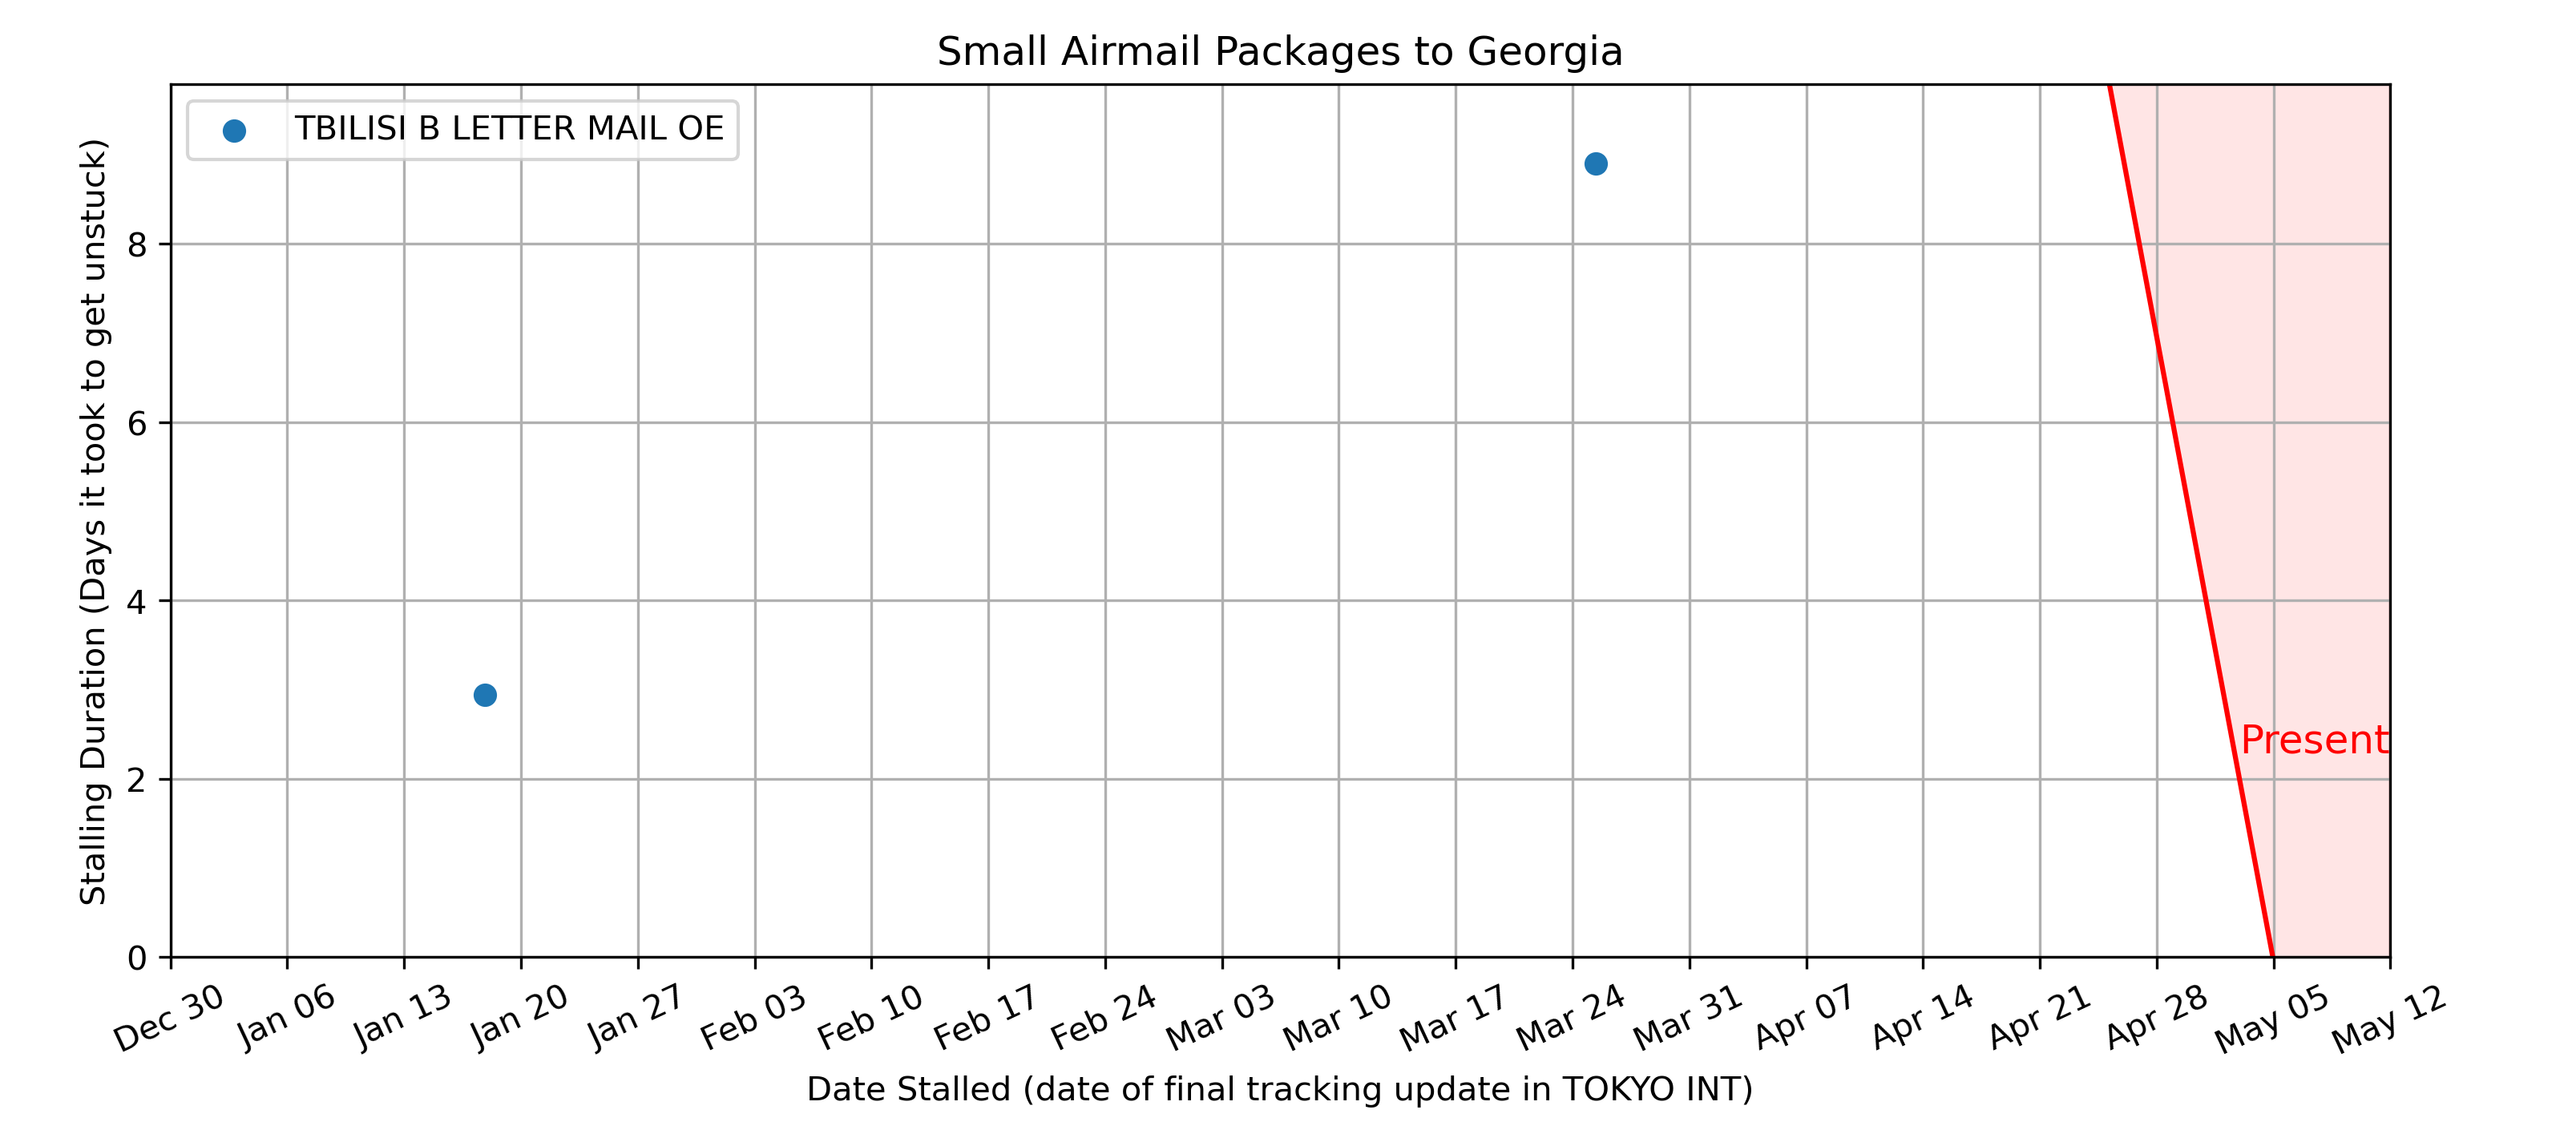 Small Airmail Packages to Georgia
TBILISI B LETTER MAIL OE
Stalling Duration (Days it took to get unstuck)
8
6
4
2
0
Present
Dec 30 Jan 06 Jan 13 Jan 20 Jan 27 Feb 03 Feb 10 Feb 17 Feb 24 Mar 03 Mar 10 Mar 17 Mar 24 Mar 31 Apr 07 Apr 14 Apr 21 Apr 28 May 05 May 12
Date Stalled (date of final tracking update in TOKYO INT)